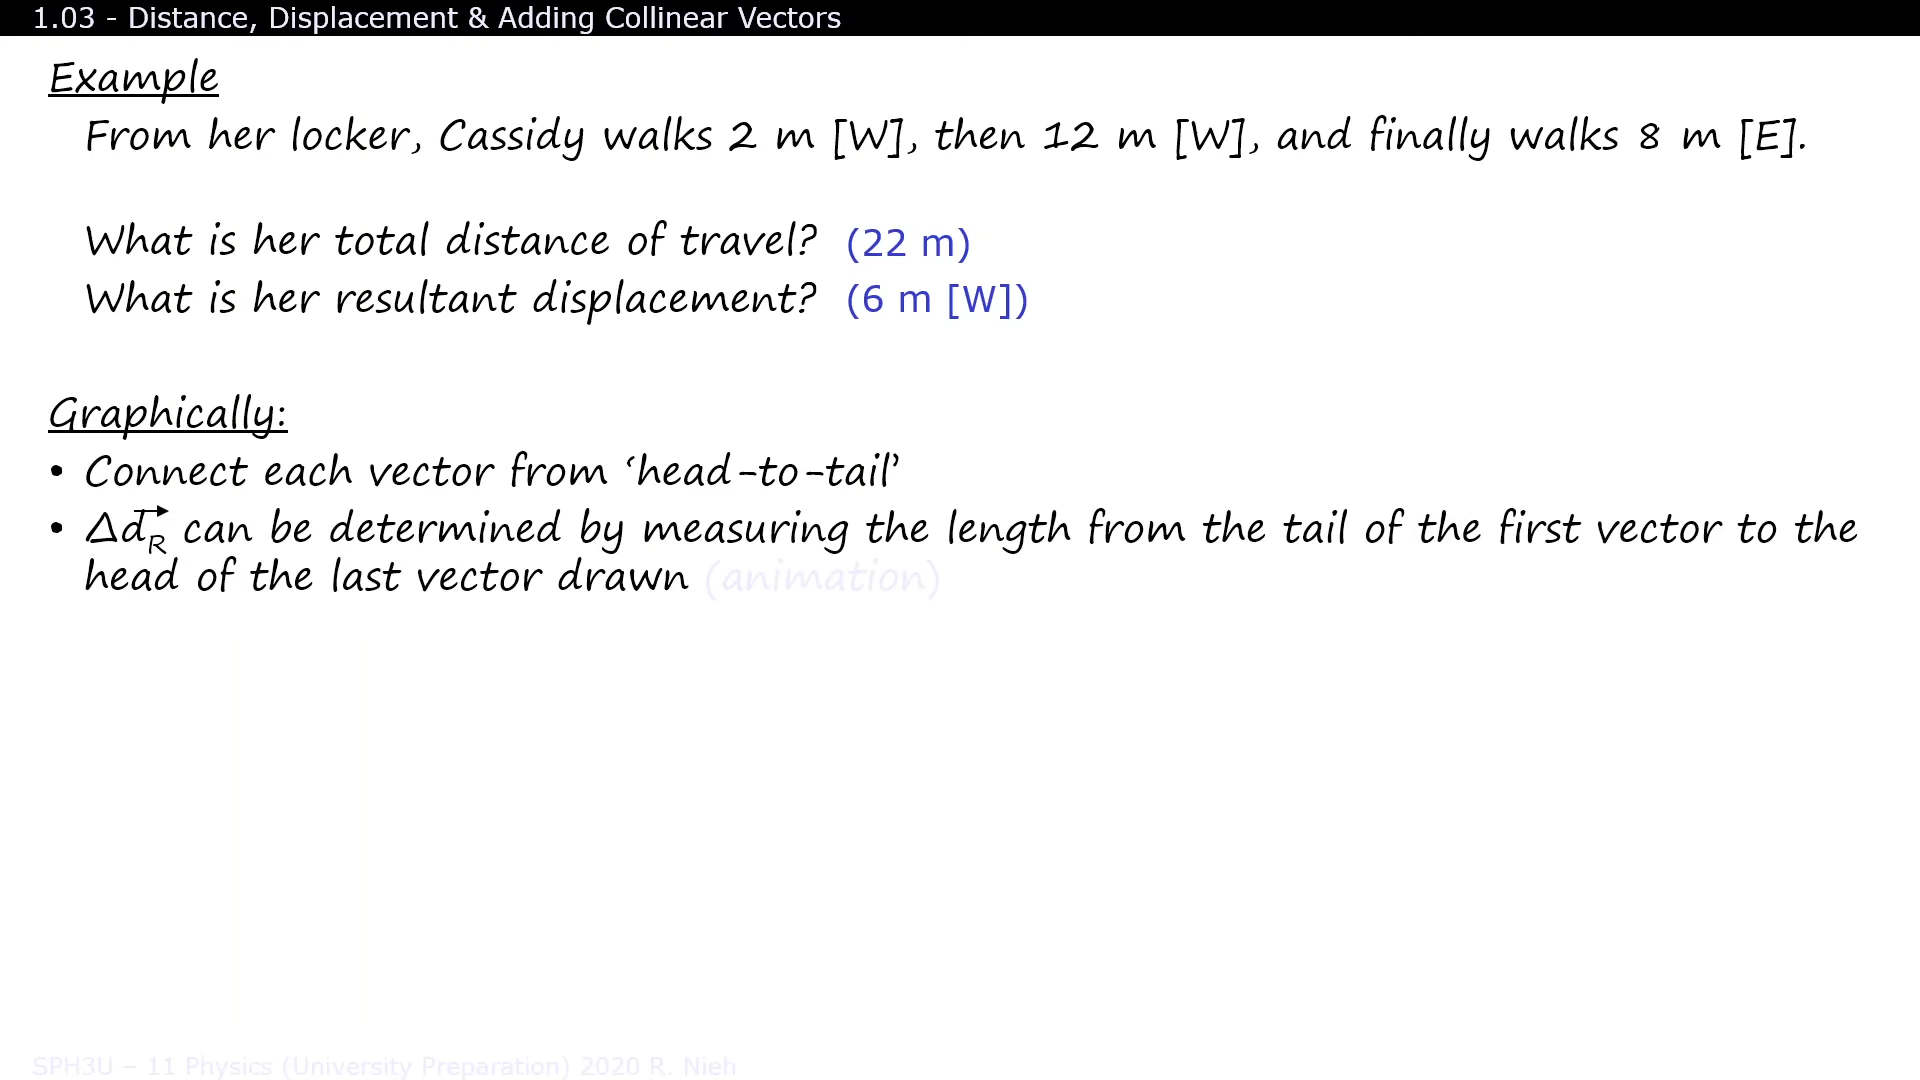 1.03 - Distance, Displacement & Adding Collinear Vectors
Example
From her locker, Cassidy walks 2 m [W], then 12 m [W], and finally walks 8 m [E].
What is her total distance of travel? (22 m)
What is her resultant displacement? (6 m [W])
Graphically:
• Connect each vector from ‘head-to-tail’
• Δd⃗R can be determined by measuring the length from the tail of the first vector to the
head of the last vector drawn (animation)
SPH3U – 11 Physics (University Preparation) 2020 R. Nieh